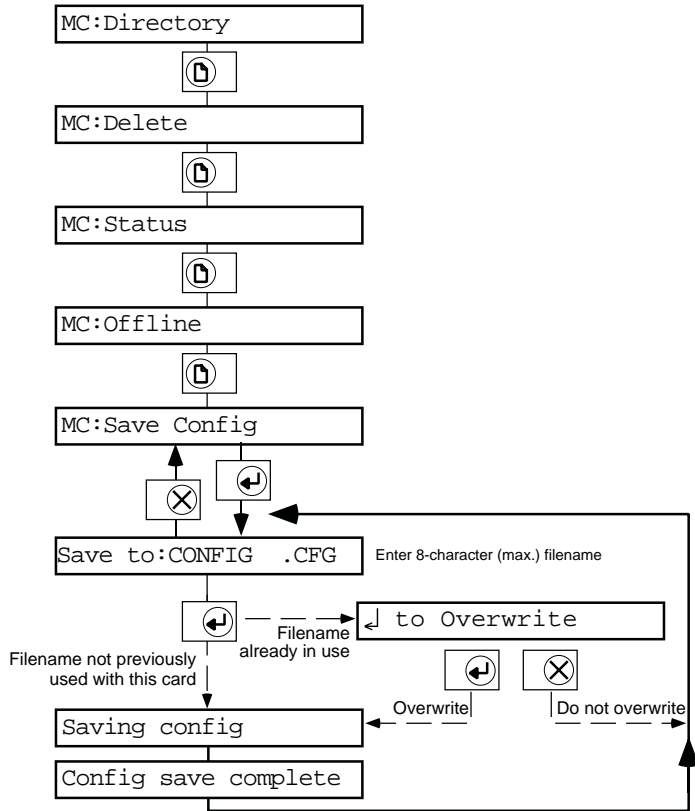 MC:Directory
MC:Delete
MC:Status
MC:Offline
MC:Save Config
Save to:CONFIG .CFG
Enter 8-character (max.) filename
↲ to Overwrite
Filename
already in use
Filename not previously
used with this card
Overwrite
Do not overwrite
Saving config
Config save complete